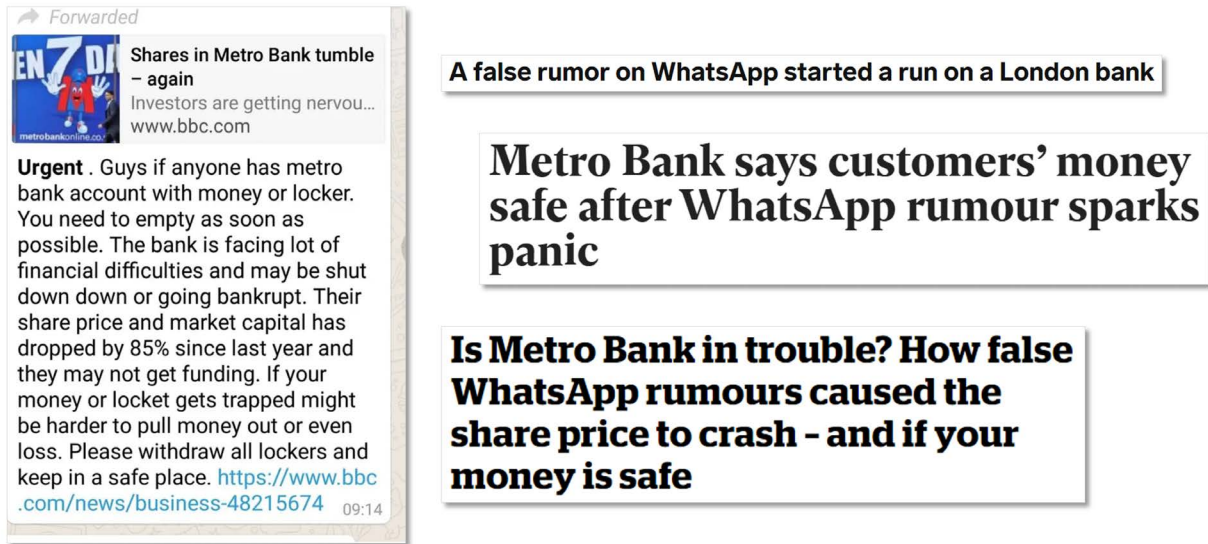 Forwarded
EN 7 DA
M
metrobankonline.co.
Shares in Metro Bank tumble
– again
Investors are getting nervou...
www.bbc.com
Urgent . Guys if anyone has metro
bank account with money or locker.
You need to empty as soon as
possible. The bank is facing lot of
financial difficulties and may be shut
down down or going bankrupt. Their
share price and market capital has
dropped by 85% since last year and
they may not get funding. If your
money or locket gets trapped might
be harder to pull money out or even
loss. Please withdraw all lockers and
keep in a safe place. https://www.bbc
.com/news/business-48215674 09:14
A false rumor on WhatsApp started a run on a London bank
Metro Bank says customers’ money
safe after WhatsApp rumour sparks
panic
Is Metro Bank in trouble? How false
WhatsApp rumours caused the
share price to crash – and if your
money is safe